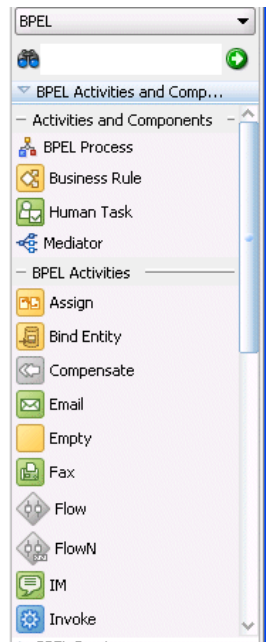 BPEL
BPEL Activities and Comp...
Activities and Components
BPEL Process
Business Rule
Human Task
Mediator
BPEL Activities
Assign
Bind Entity
Compensate
Email
Empty
Fax
Flow
FlowN
IM
Invoke